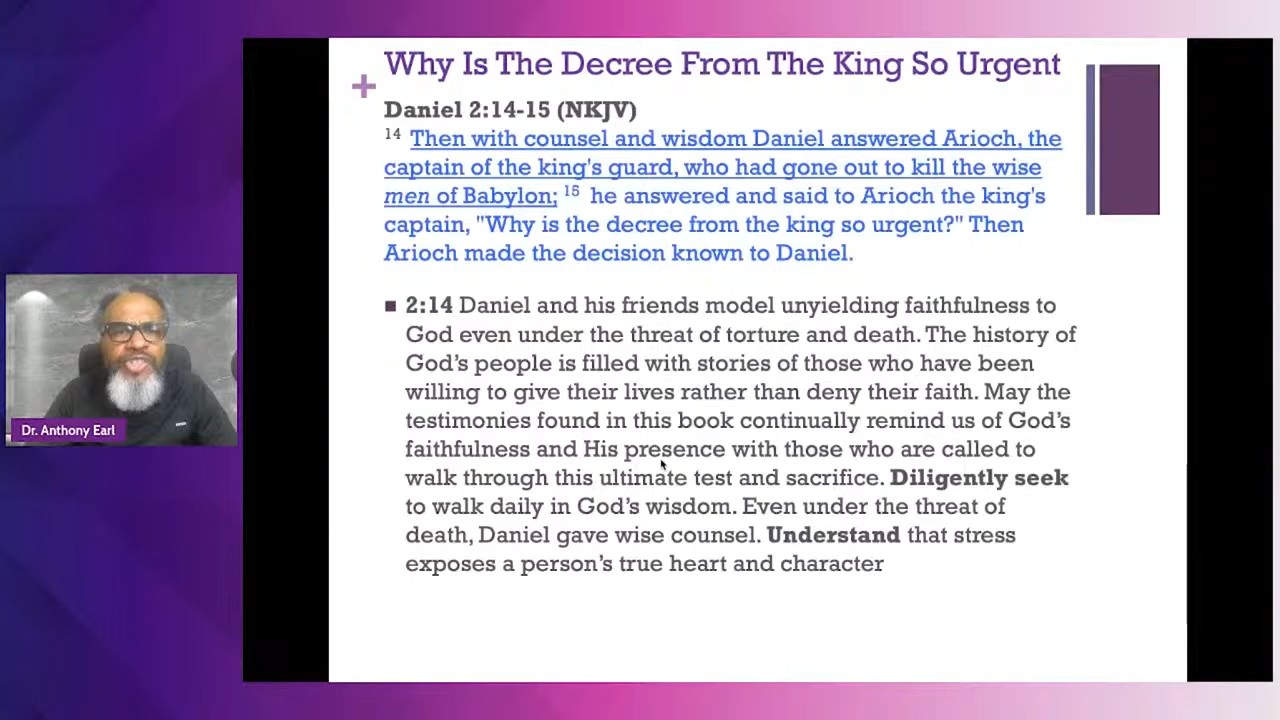 Why Is The Decree From The King So Urgent
+
Daniel 2:14-15 (NKJV)
14 Then with counsel and wisdom Daniel answered Arioch, the
captain of the king's guard, who had gone out to kill the wise
men of Babylon; 15 he answered and said to Arioch the king's
captain, "Why is the decree from the king so urgent?" Then
Arioch made the decision known to Daniel.
2:14 Daniel and his friends model unyielding faithfulness to
God even under the threat of torture and death. The history of
God's people is filled with stories of those who have been
willing to give their lives rather than deny their faith. May the
testimonies found in this book continually remind us of God's
faithfulness and His presence with those who are called to
walk through this ultimate test and sacrifice. Diligently seek
to walk daily in God's wisdom. Even under the threat of
death, Daniel gave wise counsel. Understand that stress
exposes a person's true heart and character
Dr. Anthony Earl